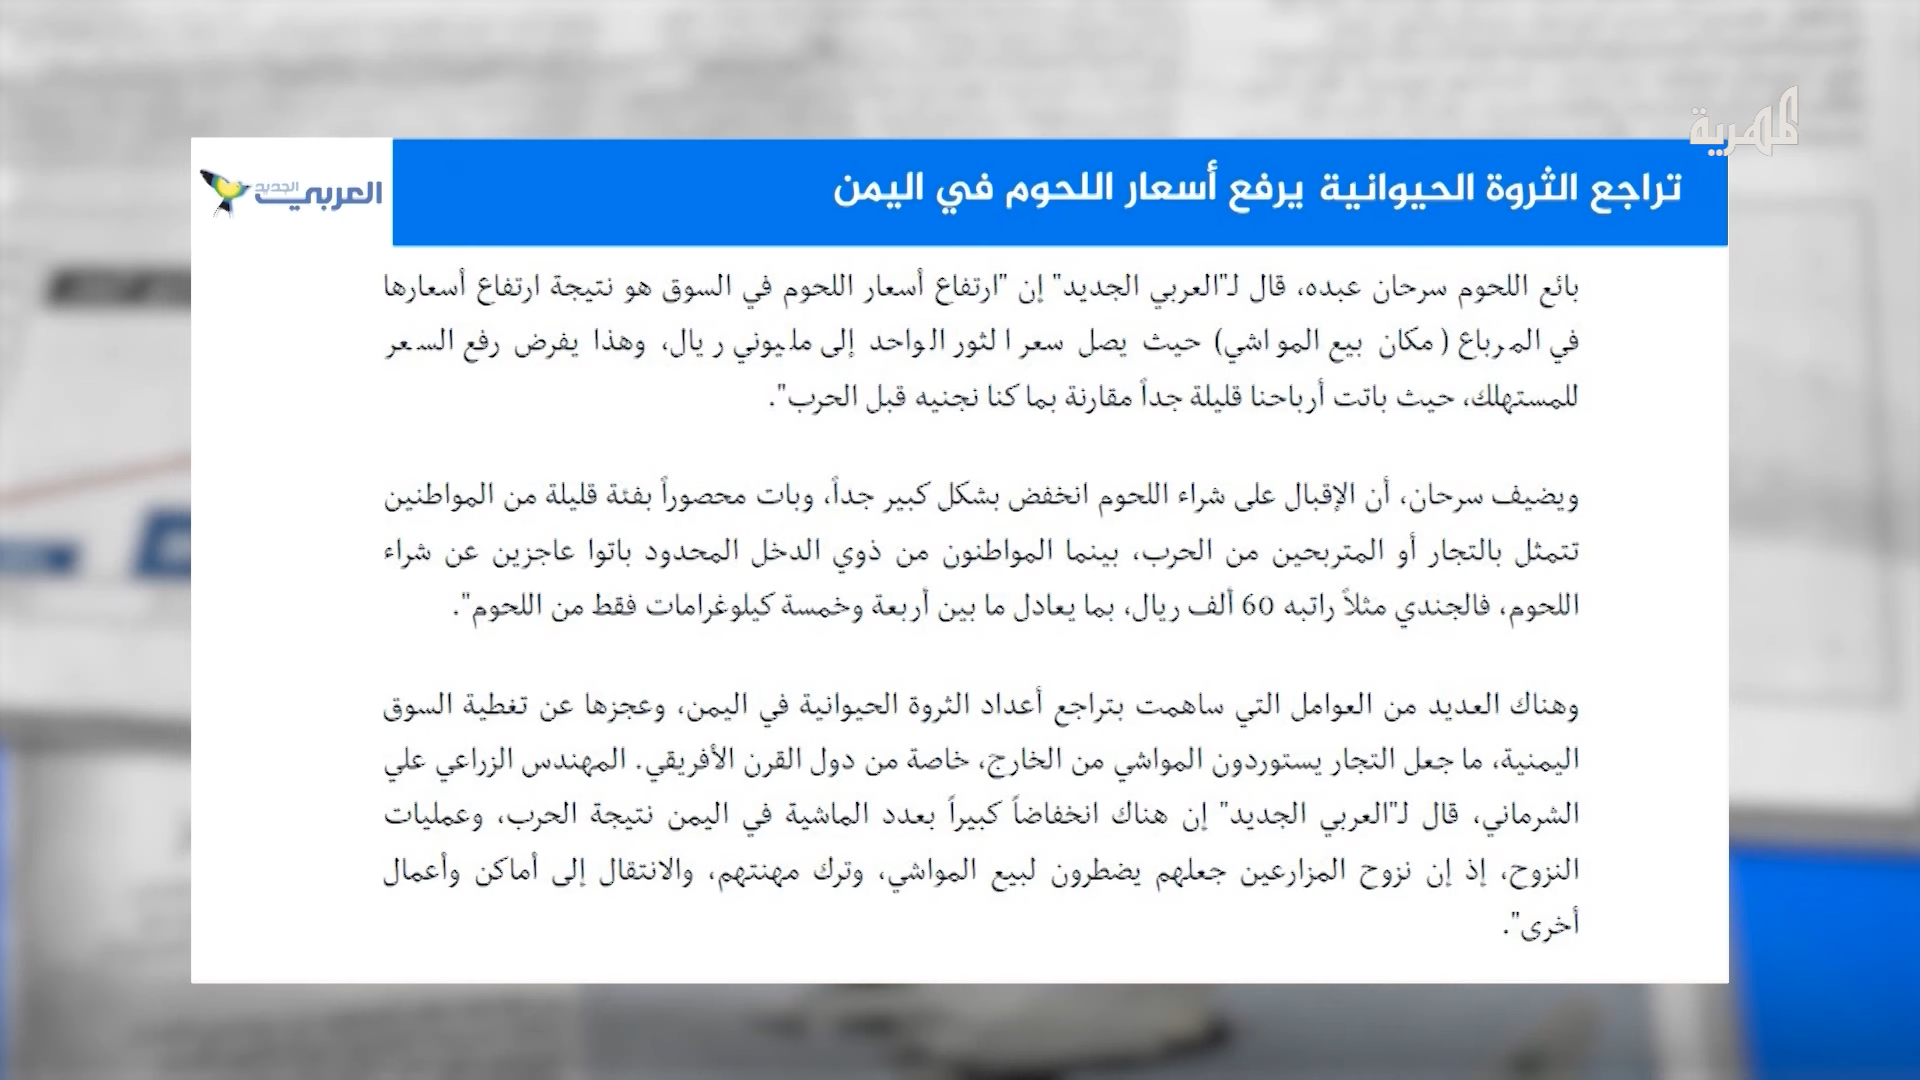 المهرية
تراجع الثروة الحيوانية يرفع أسعار اللحوم في اليمن
العربي الجديد
بائع اللحوم سرحان عبده، قال لـ"العربي الجديد" إن "ارتفاع أسعار اللحوم في السوق هو نتيجة ارتفاع أسعارها
في المرباع (مكان بيع المواشي) حيث يصل سعر الثور الواحد إلى مليوني ريال، وهذا يفرض رفع السعر
للمستهلك، حيث باتت أرباحنا قليلة جداً مقارنة بما كنا نجنيه قبل الحرب".
ويضيف سرحان، أن الإقبال على شراء اللحوم انخفض بشكل كبير جداً، وبات محصوراً بفئة قليلة من المواطنين
تتمثل بالتجار أو المتربحين من الحرب، بينما المواطنون من ذوي الدخل المحدود باتوا عاجزين عن شراء
اللحوم، فالجندي مثلاً راتبه 60 ألف ريال، بما يعادل ما بين أربعة وخمسة كيلوغرامات فقط من اللحوم".
وهناك العديد من العوامل التي ساهمت بتراجع أعداد الثروة الحيوانية في اليمن، وعجزها عن تغطية السوق
اليمنية، ما جعل التجار يستوردون المواشي من الخارج، خاصة من دول القرن الأفريقي. المهندس الزراعي علي
الشرماني، قال لـ"العربي الجديد" إن هناك انخفاضاً كبيراً بعدد الماشية في اليمن نتيجة الحرب، وعمليات
النزوح، إذ إن نزوح المزارعين جعلهم يضطرون لبيع المواشي، وترك مهنتهم، والانتقال إلى أماكن وأعمال
أخرى".